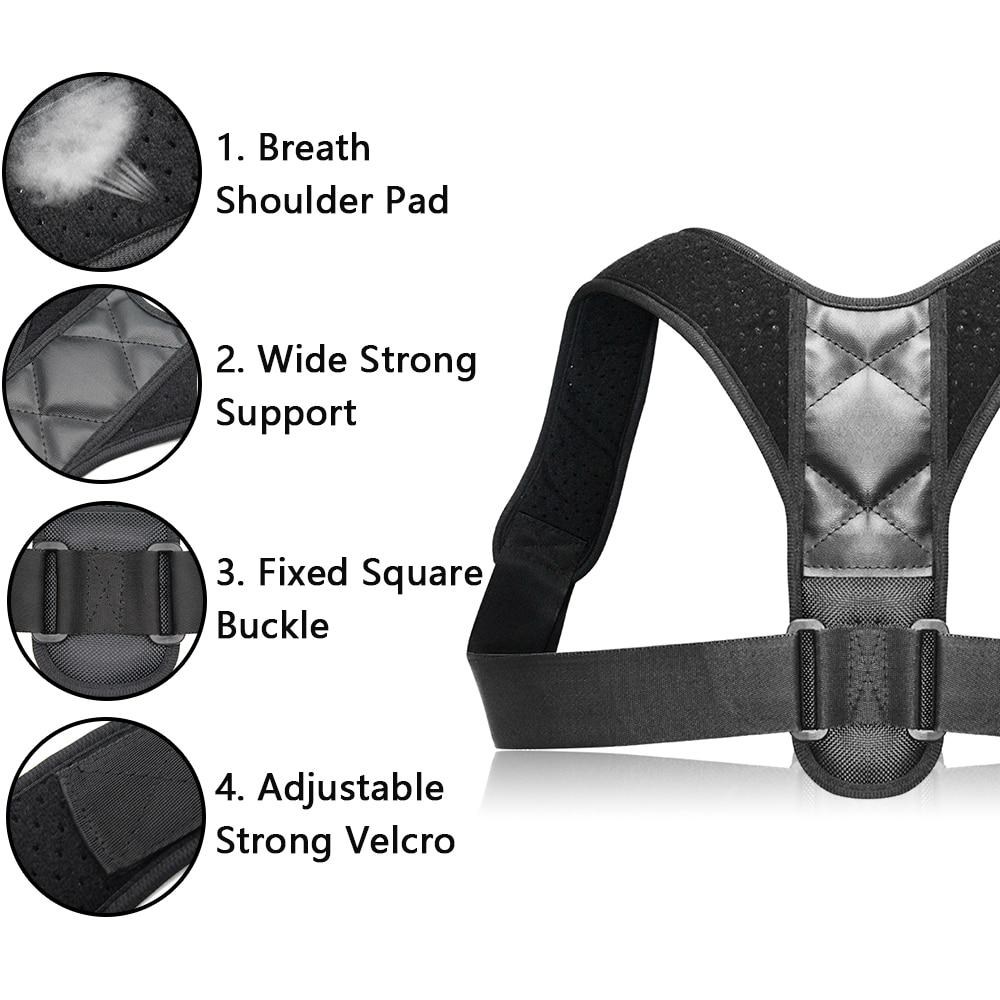 1. Breath
Shoulder Pad
2. Wide Strong
Support
3. Fixed Square
Buckle
4. Adjustable
Strong Velcro